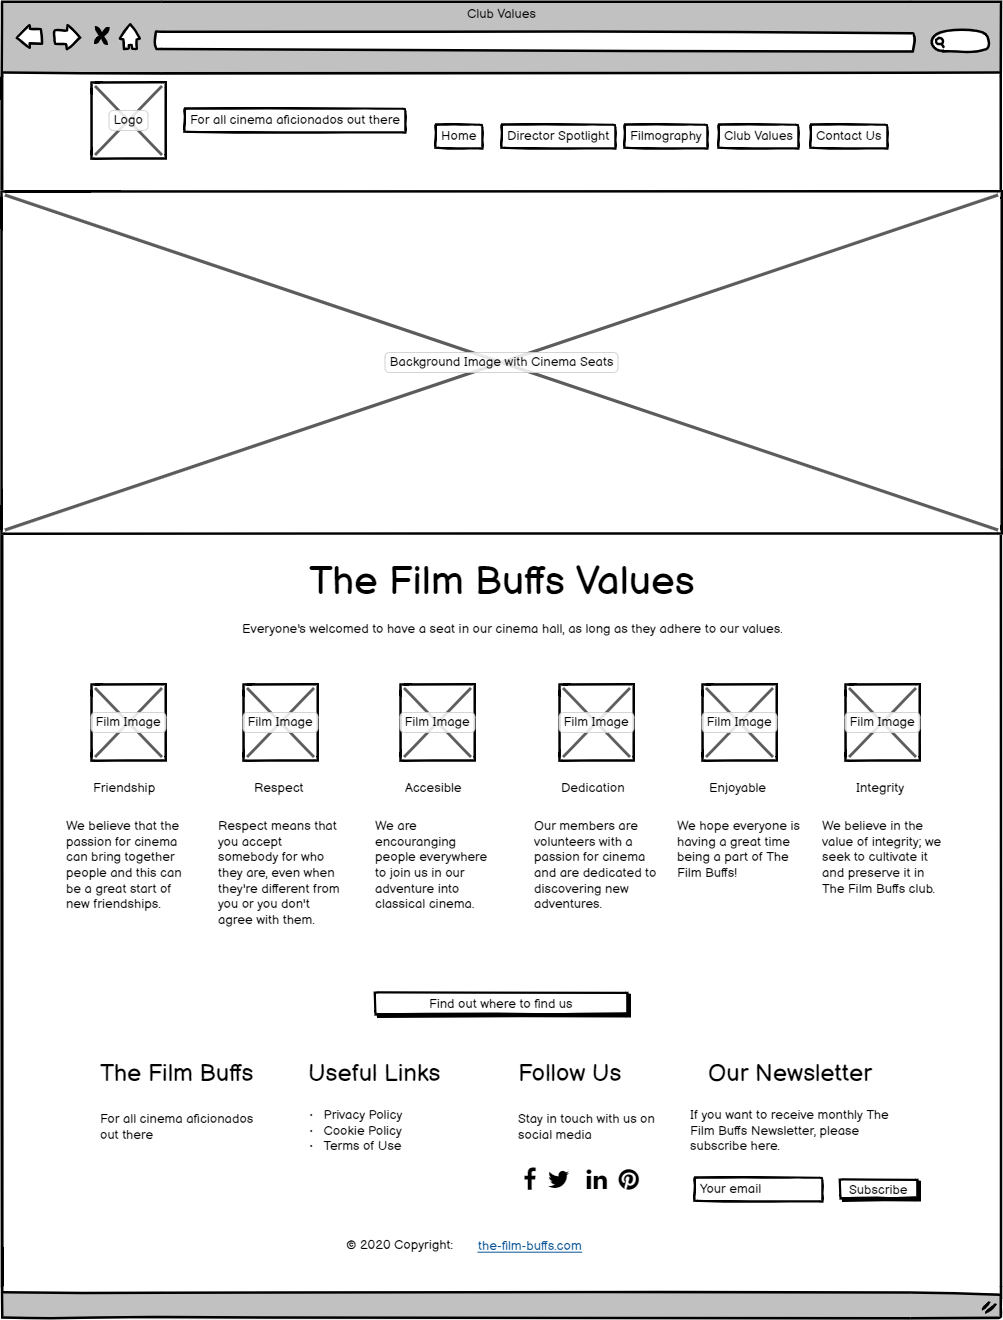 Club Values
Logo
For all cinema aficionados out there
Home
Director Spotlight
Filmography
Club Values
Contact Us
Background Image with Cinema Seats
The Film Buffs Values
Everyone's welcomed to have a seat in our cinema hall, as long as they adhere to our values.
Film Image
Film Image
Film Image
Film Image
Film Image
Film Image
Friendship
We believe that the
passion for cinema
can bring together
people and this can
be a great start of
new friendships.
Respect
Respect means that
you accept
somebody for who
they are, even when
they're different from
you or you don't
agree with them.
Accesible
We are
encouranging
people everywhere
to join us in our
adventure into
classical cinema.
Dedication
Our members are
volunteers with a
passion for cinema
and are dedicated to
discovering new
adventures.
Enjoyable
We hope everyone is
having a great time
being a part of The
Film Buffs!
Integrity
We believe in the
value of integrity; we
seek to cultivate it
and preserve it in
The Film Buffs club.
Find out where to find us
The Film Buffs
For all cinema aficionados
out there
Useful Links
· Privacy Policy
· Cookie Policy
· Terms of Use
Follow Us
Stay in touch with us on
social media
Our Newsletter
If you want to receive monthly The
Film Buffs Newsletter, please
subscribe here.
Your email
Subscribe
© 2020 Copyright: the-film-buffs.com